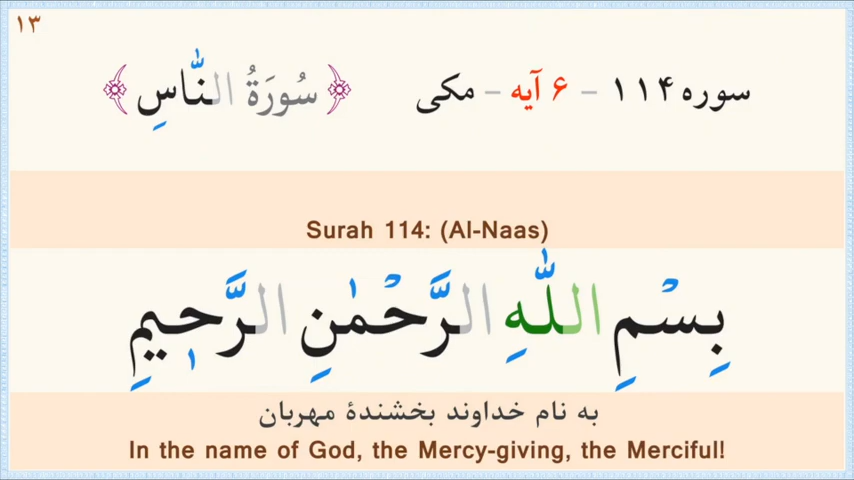 ۱۳
سوره ۱۱۴ – ۶ آیه – مکی
﴿سُورَةُ النّاسِ﴾
Surah 114: (Al-Naas)
بِسْمِ اللّٰهِ الرَّحْمٰنِ الرَّحیمِ
به نام خداوند بخشندهٔ مهربان
In the name of God, the Mercy-giving, the Merciful!